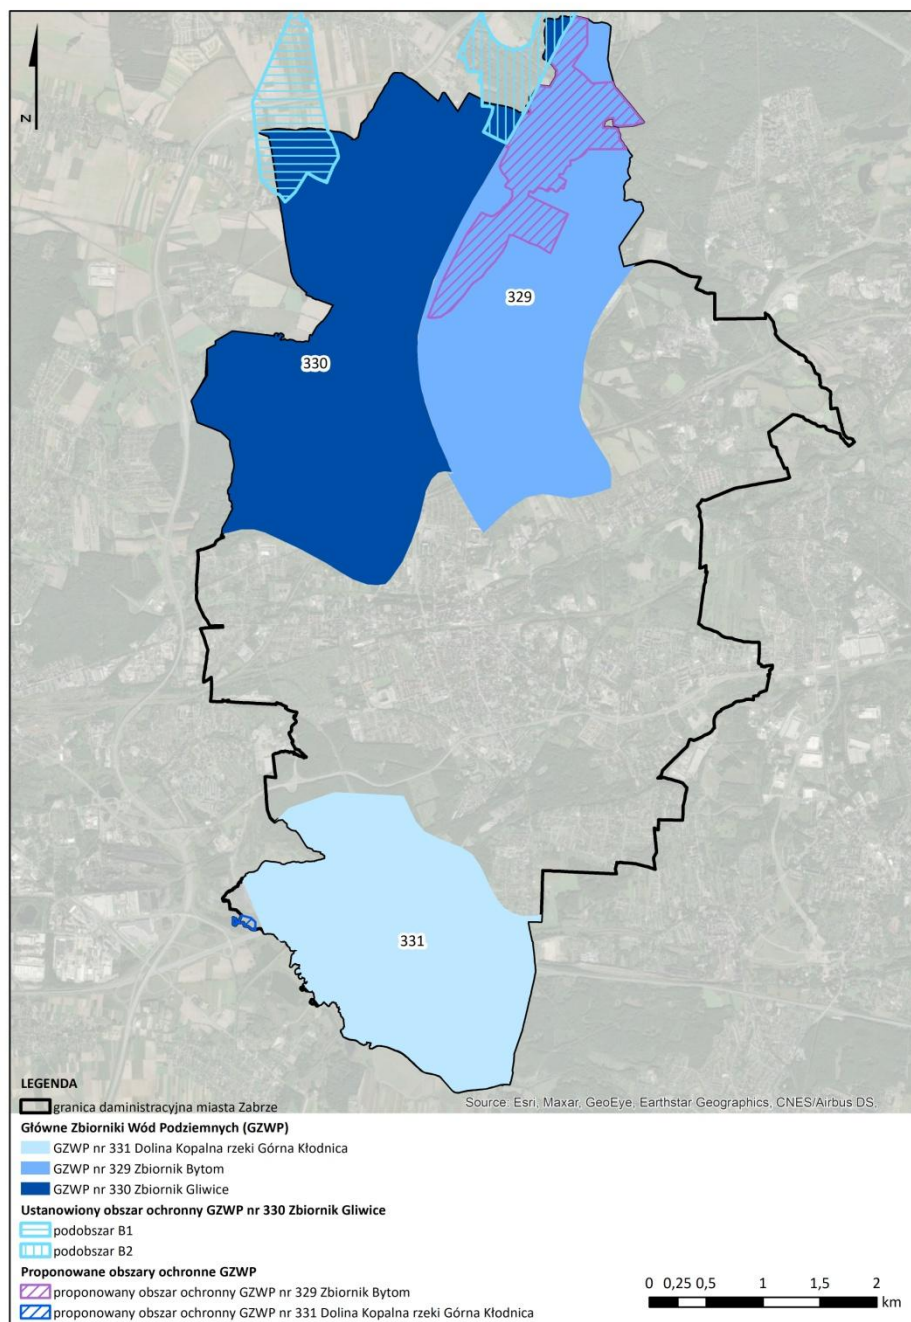 N
329
330
331
LEGENDA
granica daministracyjna miasta Zabrze
Source: Esri, Maxar, GeoEye, Earthstar Geographics, CNES/Airbus DS,
Główne Zbiorniki Wód Podziemnych (GZWP)
GZWP nr 331 Dolina Kopalna rzeki Górna Kłodnica
GZWP nr 329 Zbiornik Bytom
GZWP nr 330 Zbiornik Gliwice
Ustanowiony obszar ochronny GZWP nr 330 Zbiornik Gliwice
podobszar B1
podobszar B2
Proponowane obszary ochronne GZWP
proponowany obszar ochronny GZWP nr 329 Zbiornik Bytom
proponowany obszar ochronny GZWP nr 331 Dolina Kopalna rzeki Górna Kłodnica
0 0,25 0,5 1 1,5 2
km